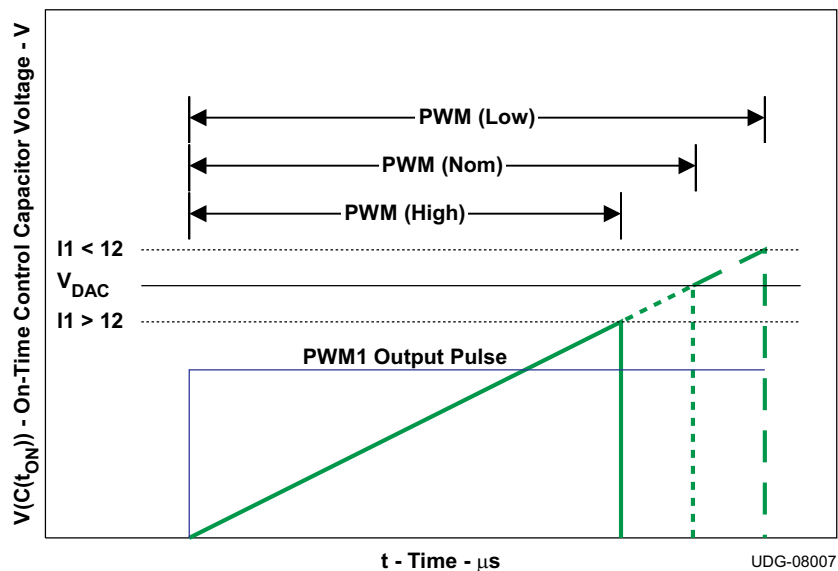 PWM (Low)
PWM (Nom)
PWM (High)
I1 < 12
VDAC
I1 > 12
PWM1 Output Pulse
V(C(tON)) - On-Time Control Capacitor Voltage - V
t - Time - μs
UDG-08007